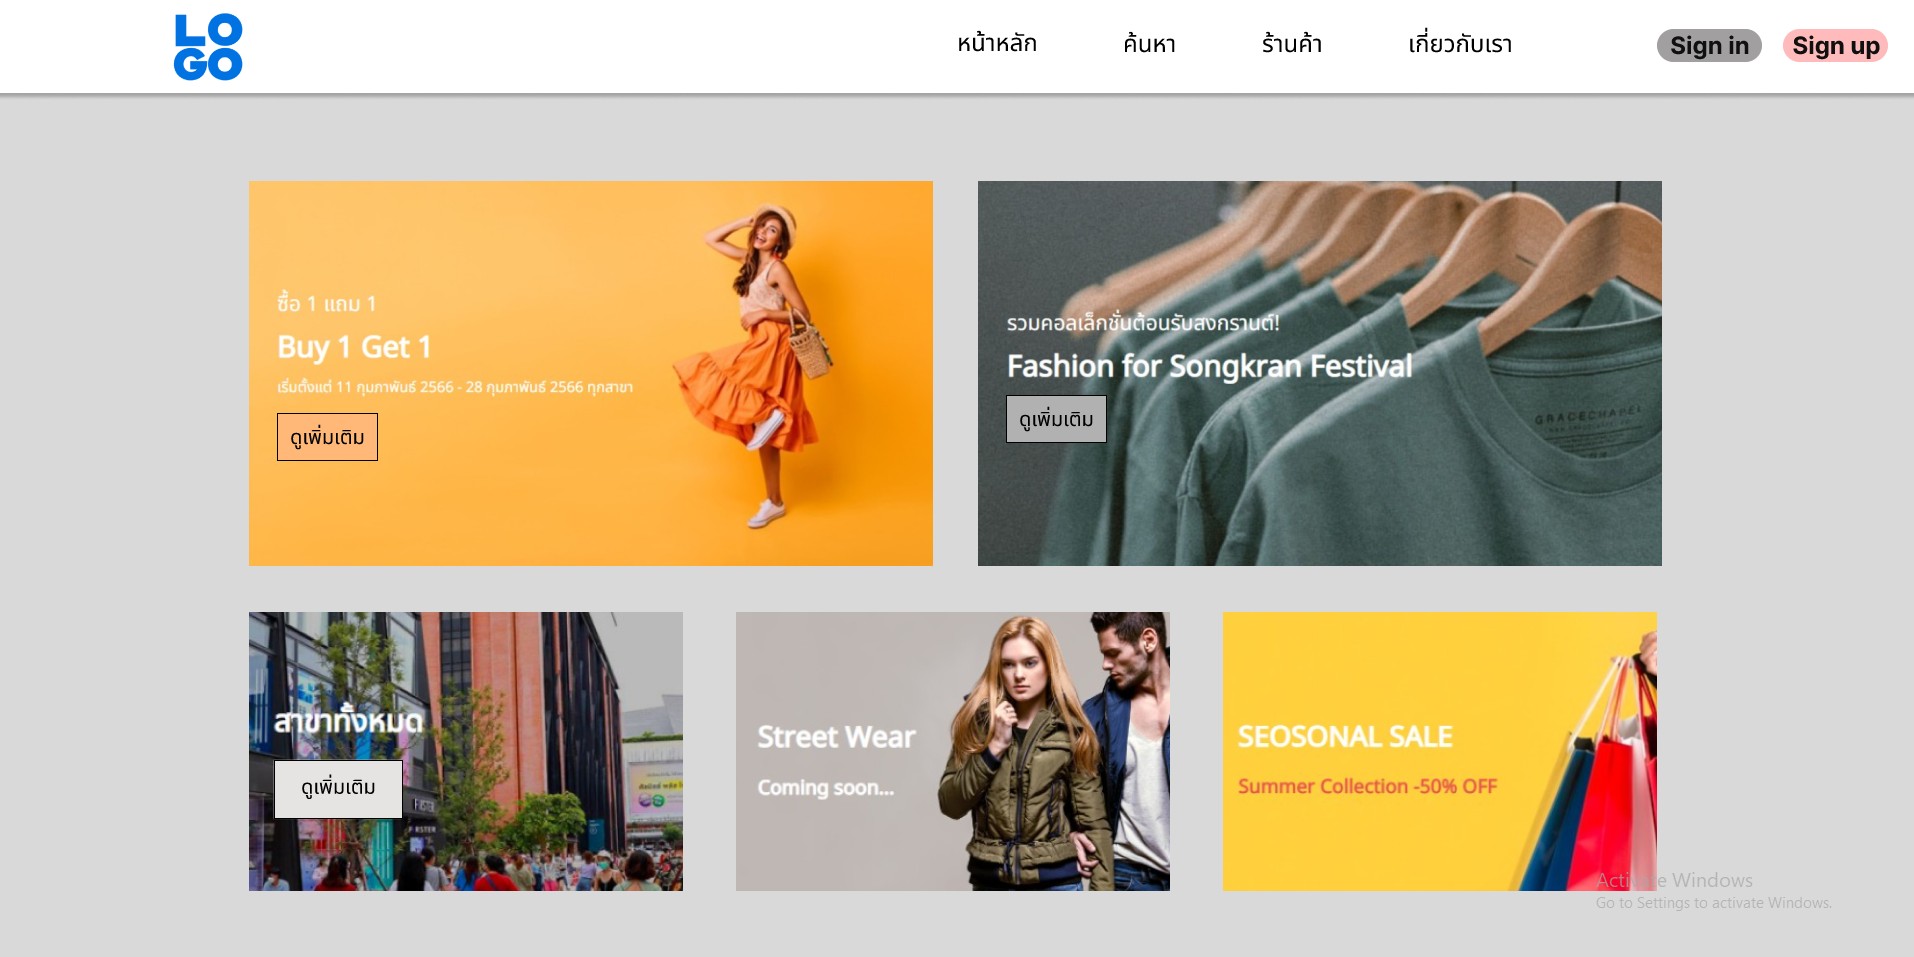 LO
GO
หน้าหลัก
ค้นหา
ร้านค้า
เกี่ยวกับเรา
Sign in
Sign up
ซื้อ 1 แถม 1
Buy 1 Get 1
เริ่มตั้งแต่ 11 กุมภาพันธ์ 2566 - 28 กุมภาพันธ์ 2566 ทุกสาขา
ดูเพิ่มเติม
รวมคอลเล็กชั่นต้อนรับสงกรานต์!
Fashion for Songkran Festival
ดูเพิ่มเติม
GRACECHAPEL
สาขาทั้งหมด
ดูเพิ่มเติม
Street Wear
Coming soon...
SEOSONAL SALE
Summer Collection -50% OFF
Activate Windows
Go to Settings to activate Windows.